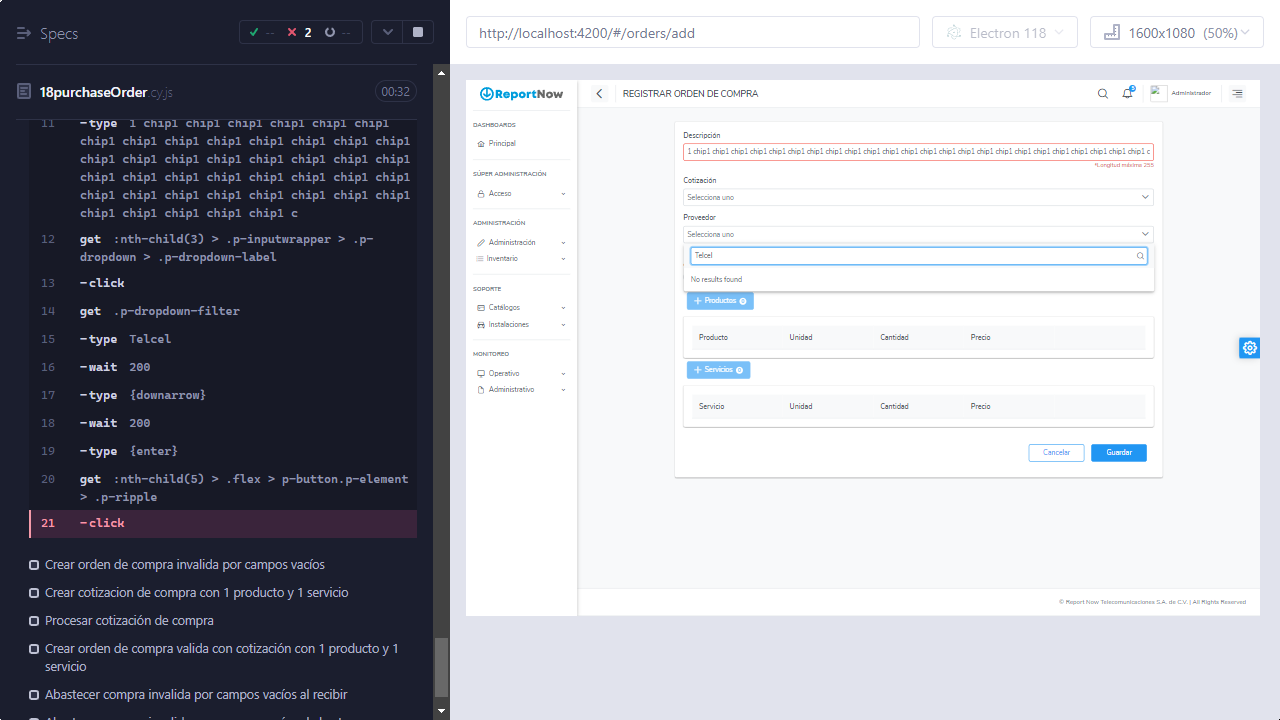 Specs
-- 2 --
18purchaseOrder.cy.js
00:32
11 -type 1 chip1 chip1 chip1 chip1 chip1 chip1
chip1 chip1 chip1 chip1 chip1 chip1 chip1 chip1
chip1 chip1 chip1 chip1 chip1 chip1 chip1 chip1
chip1 chip1 chip1 chip1 chip1 chip1 chip1 chip1
chip1 chip1 chip1 chip1 chip1 chip1 chip1 chip1
chip1 chip1 chip1 chip1 chip1 c
12 get :nth-child(3) > .p-inputwrapper > .p-
dropdown > .p-dropdown-label
13 -click
14 get .p-dropdown-filter
15 -type Telcel
16 -wait 200
17 -type {downarrow}
18 -wait 200
19 -type {enter}
20 get :nth-child(5) > .flex > p-button.p-element
> .p-ripple
21 -click
Crear orden de compra invalida por campos vacíos
Crear cotizacion de compra con 1 producto y 1 servicio
Procesar cotización de compra
Crear orden de compra valida con cotización con 1 producto y 1
servicio
Abastecer compra invalida por campos vacíos al recibir
http://localhost:4200/#/orders/add
Electron 118
1600x1080 (50%)
ReportNow
DASHBOARDS
Principal
SÚPER ADMINISTRACIÓN
Acceso
ADMINISTRACIÓN
Administración
Inventario
SOPORTE
Catálogos
Instalaciones
MONITOREO
Operativo
Administrativo
REGISTRAR ORDEN DE COMPRA
Administrador
Descripción
1 chip1 chip1 chip1 chip1 chip1 chip1 chip1 chip1 chip1 chip1 chip1 chip1 chip1 chip1 chip1 chip1 chip1 chip1 chip1 chip1 chip1 chip1 chip1 chip1 c
*Longitud máxima 255
Cotización
Selecciona uno
Proveedor
Selecciona uno
Telcel
No results found
+ Productos 0
Producto Unidad Cantidad Precio
+ Servicios 0
Servicio Unidad Cantidad Precio
Cancelar Guardar
© Report Now Telecomunicaciones S.A. de C.V. | All Rights Reserved